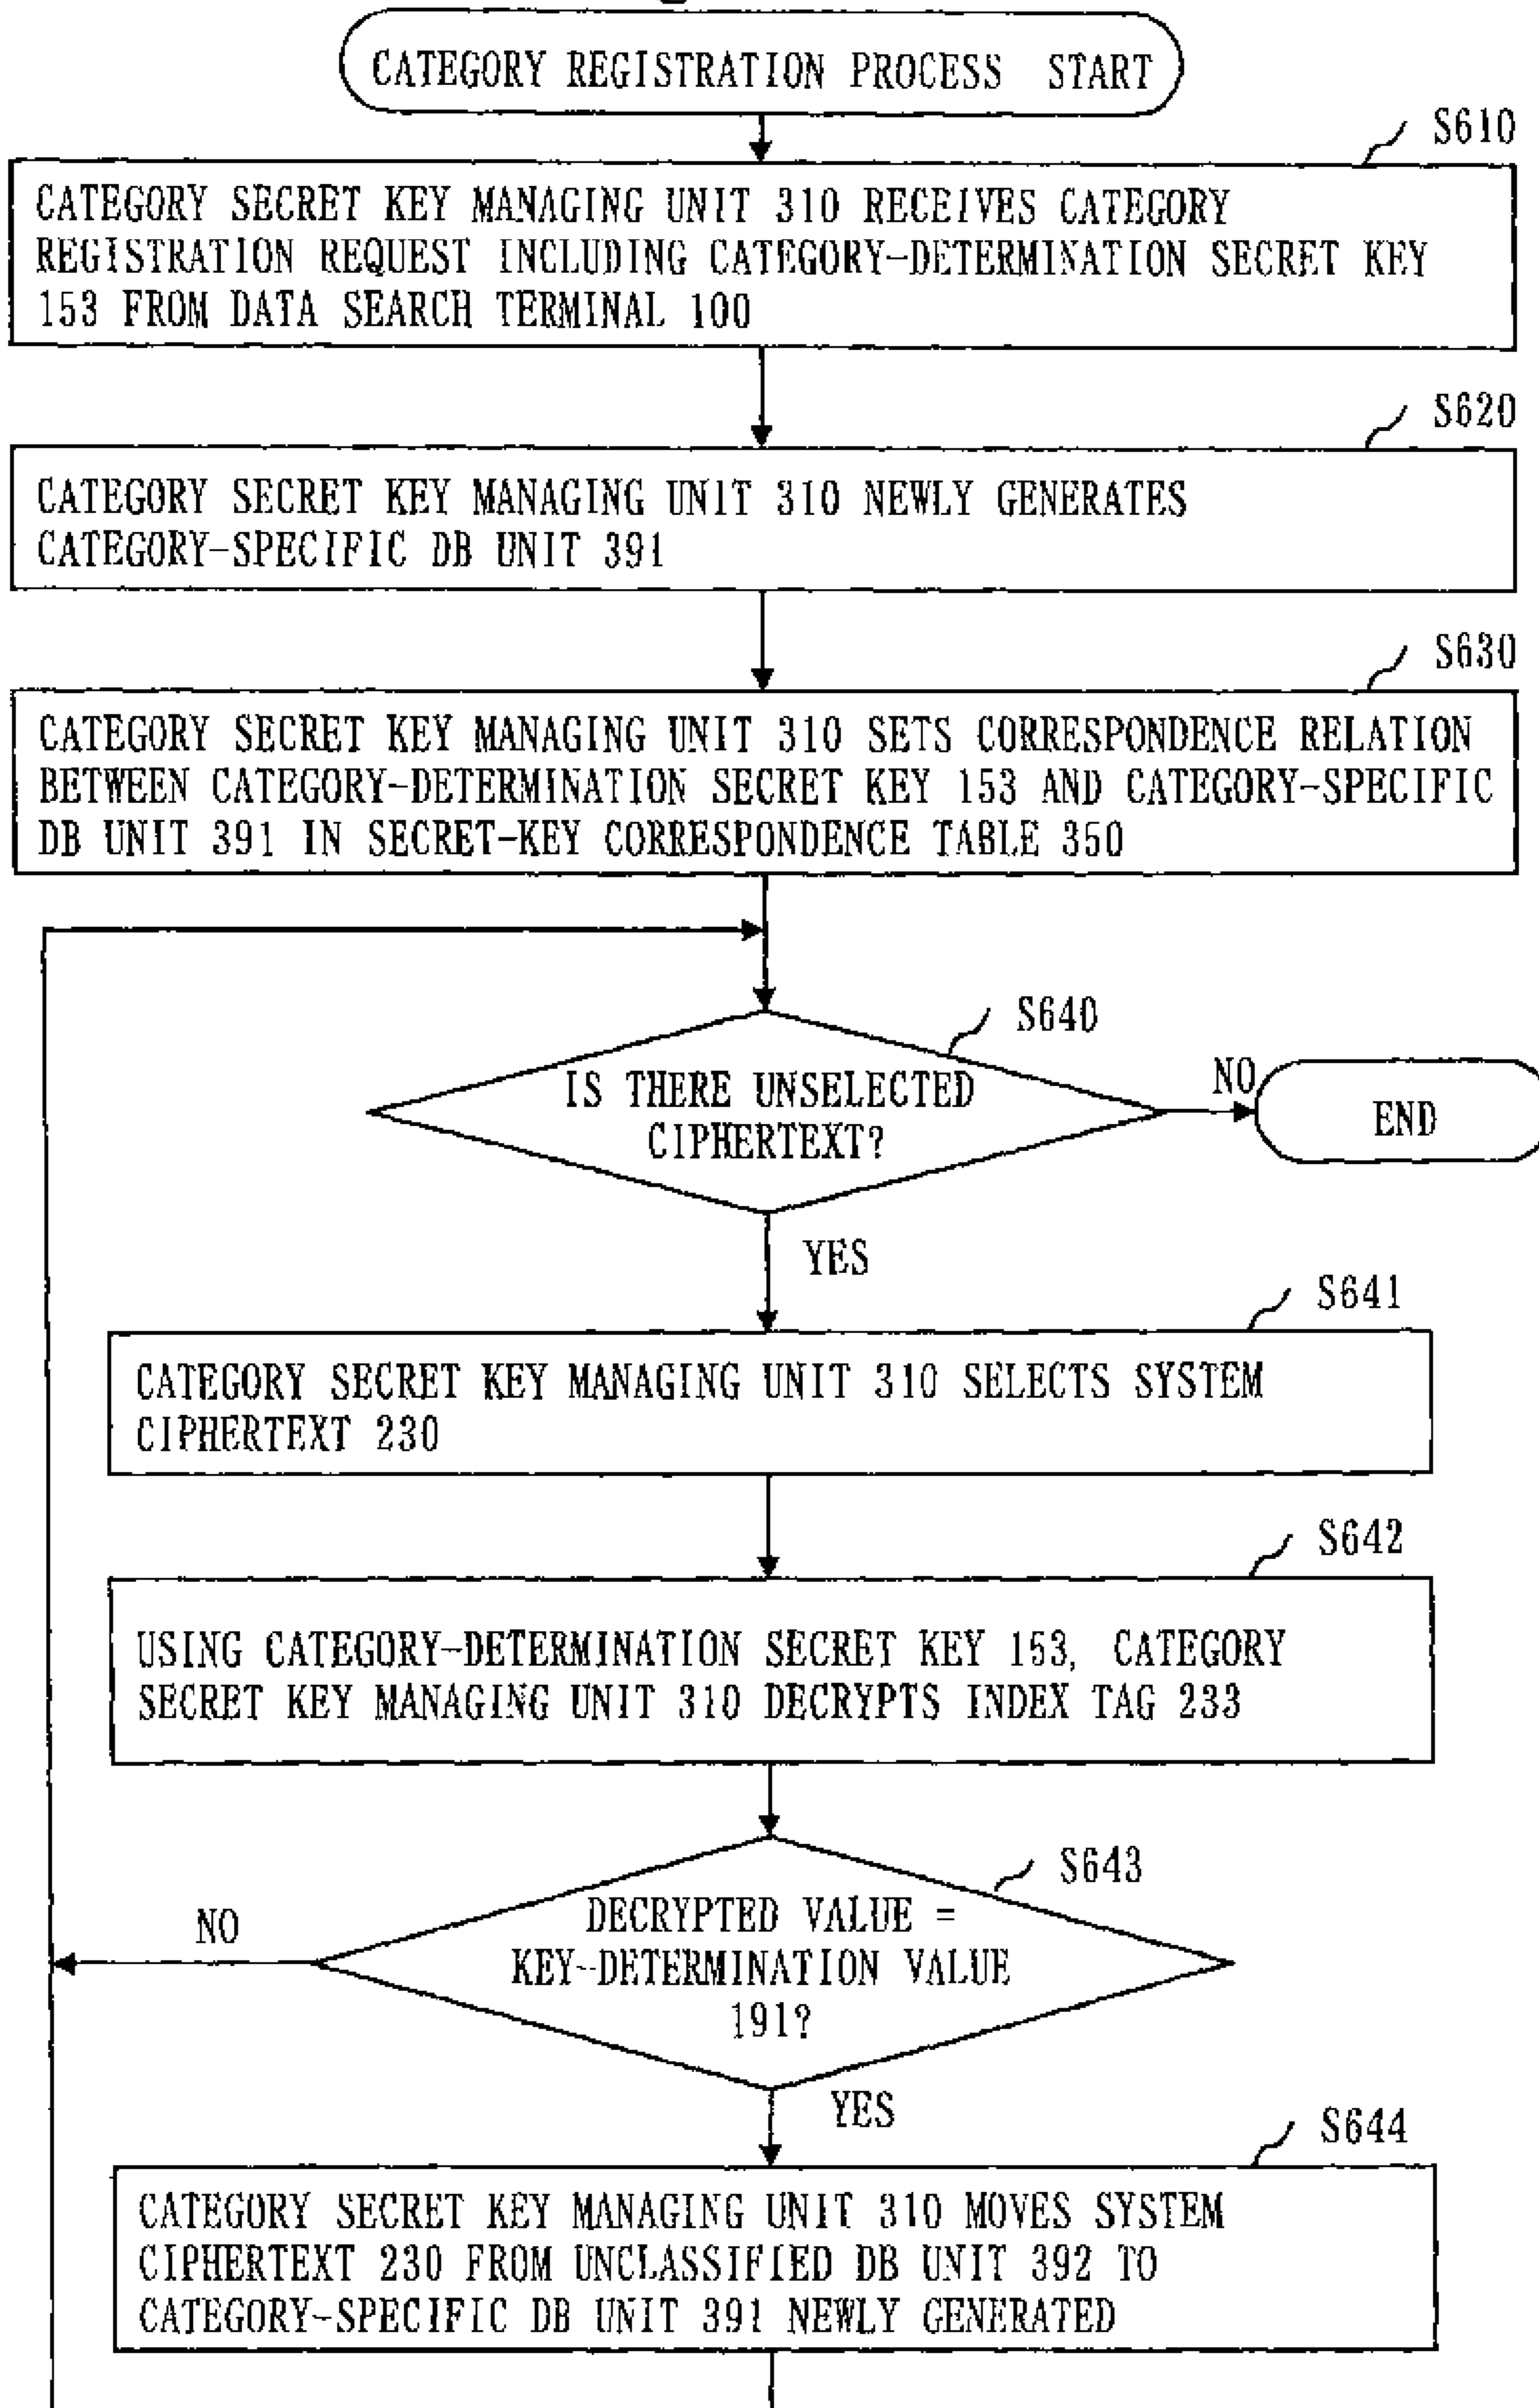 CATEGORY REGISTRATION PROCESS START
S610
CATEGORY SECRET KEY MANAGING UNIT 310 RECEIVES CATEGORY
REGISTRATION REQUEST INCLUDING CATEGORY-DETERMINATION SECRET KEY
153 FROM DATA SEARCH TERMINAL 100
S620
CATEGORY SECRET KEY MANAGING UNIT 310 NEWLY GENERATES
CATEGORY-SPECIFIC DB UNIT 391
S630
CATEGORY SECRET KEY MANAGING UNIT 310 SETS CORRESPONDENCE RELATION
BETWEEN CATEGORY-DETERMINATION SECRET KEY 153 AND CATEGORY-SPECIFIC
DB UNIT 391 IN SECRET-KEY CORRESPONDENCE TABLE 350
S640
IS THERE UNSELECTED
CIPHERTEXT?
NO
END
YES
S641
CATEGORY SECRET KEY MANAGING UNIT 310 SELECTS SYSTEM
CIPHERTEXT 230
S642
USING CATEGORY-DETERMINATION SECRET KEY 153, CATEGORY
SECRET KEY MANAGING UNIT 310 DECRYPTS INDEX TAG 233
S643
DECRYPTED VALUE =
KEY-DETERMINATION VALUE
191?
NO
YES
S644
CATEGORY SECRET KEY MANAGING UNIT 310 MOVES SYSTEM
CIPHERTEXT 230 FROM UNCLASSIFIED DB UNIT 392 TO
CATEGORY-SPECIFIC DB UNIT 391 NEWLY GENERATED